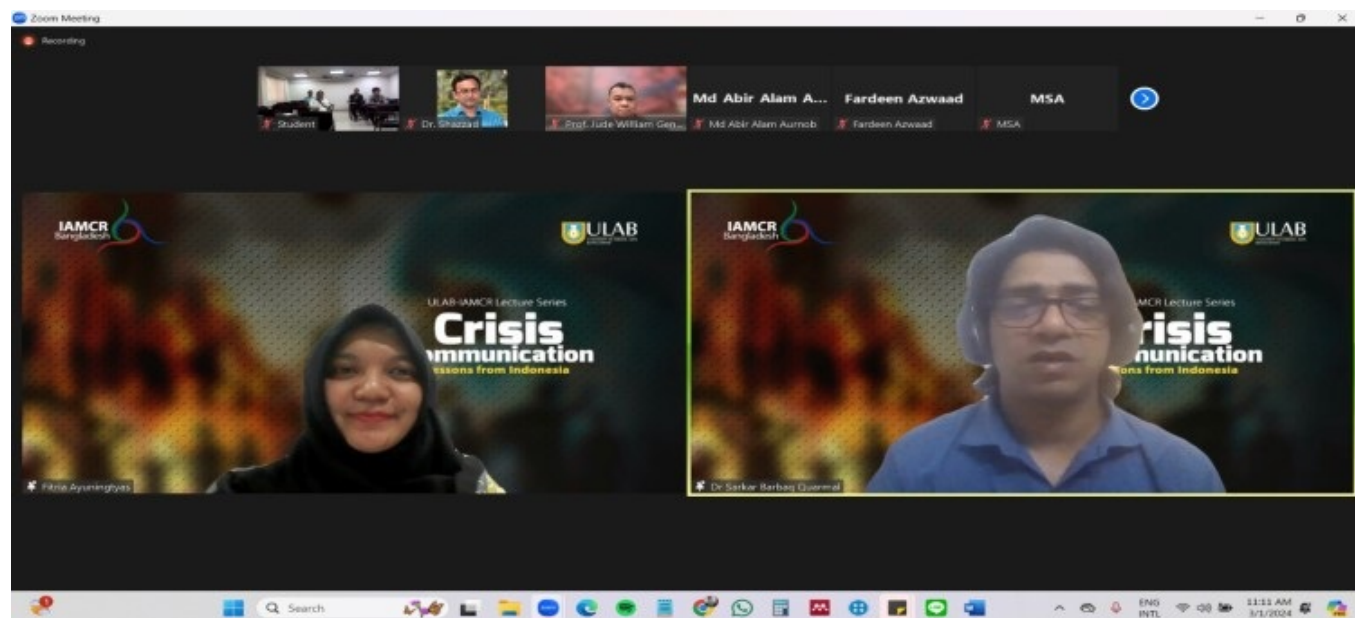 Zoom Meeting
Recording
Student
Dr. Shazzad
Prof. Jude William Gen...
Md Abir Alam A...
Md Abir Alam Aurnob
Fardeen Azwaad
Fardeen Azwaad
MSA
MSA
IAMCR
Bangladesh
ULAB
ULAB-IAMCR Lecture Series
Crisis
ommunication
essons from Indonesia
Fitria Ayuningtyas
IAMCR
Bangladesh
ULAB
MCR Lecture Series
risis
munication
ons from Indonesia
Dr Sarkar Barbaq Quarmal
Search
ENG
INTL
11:11 AM
3/1/2024